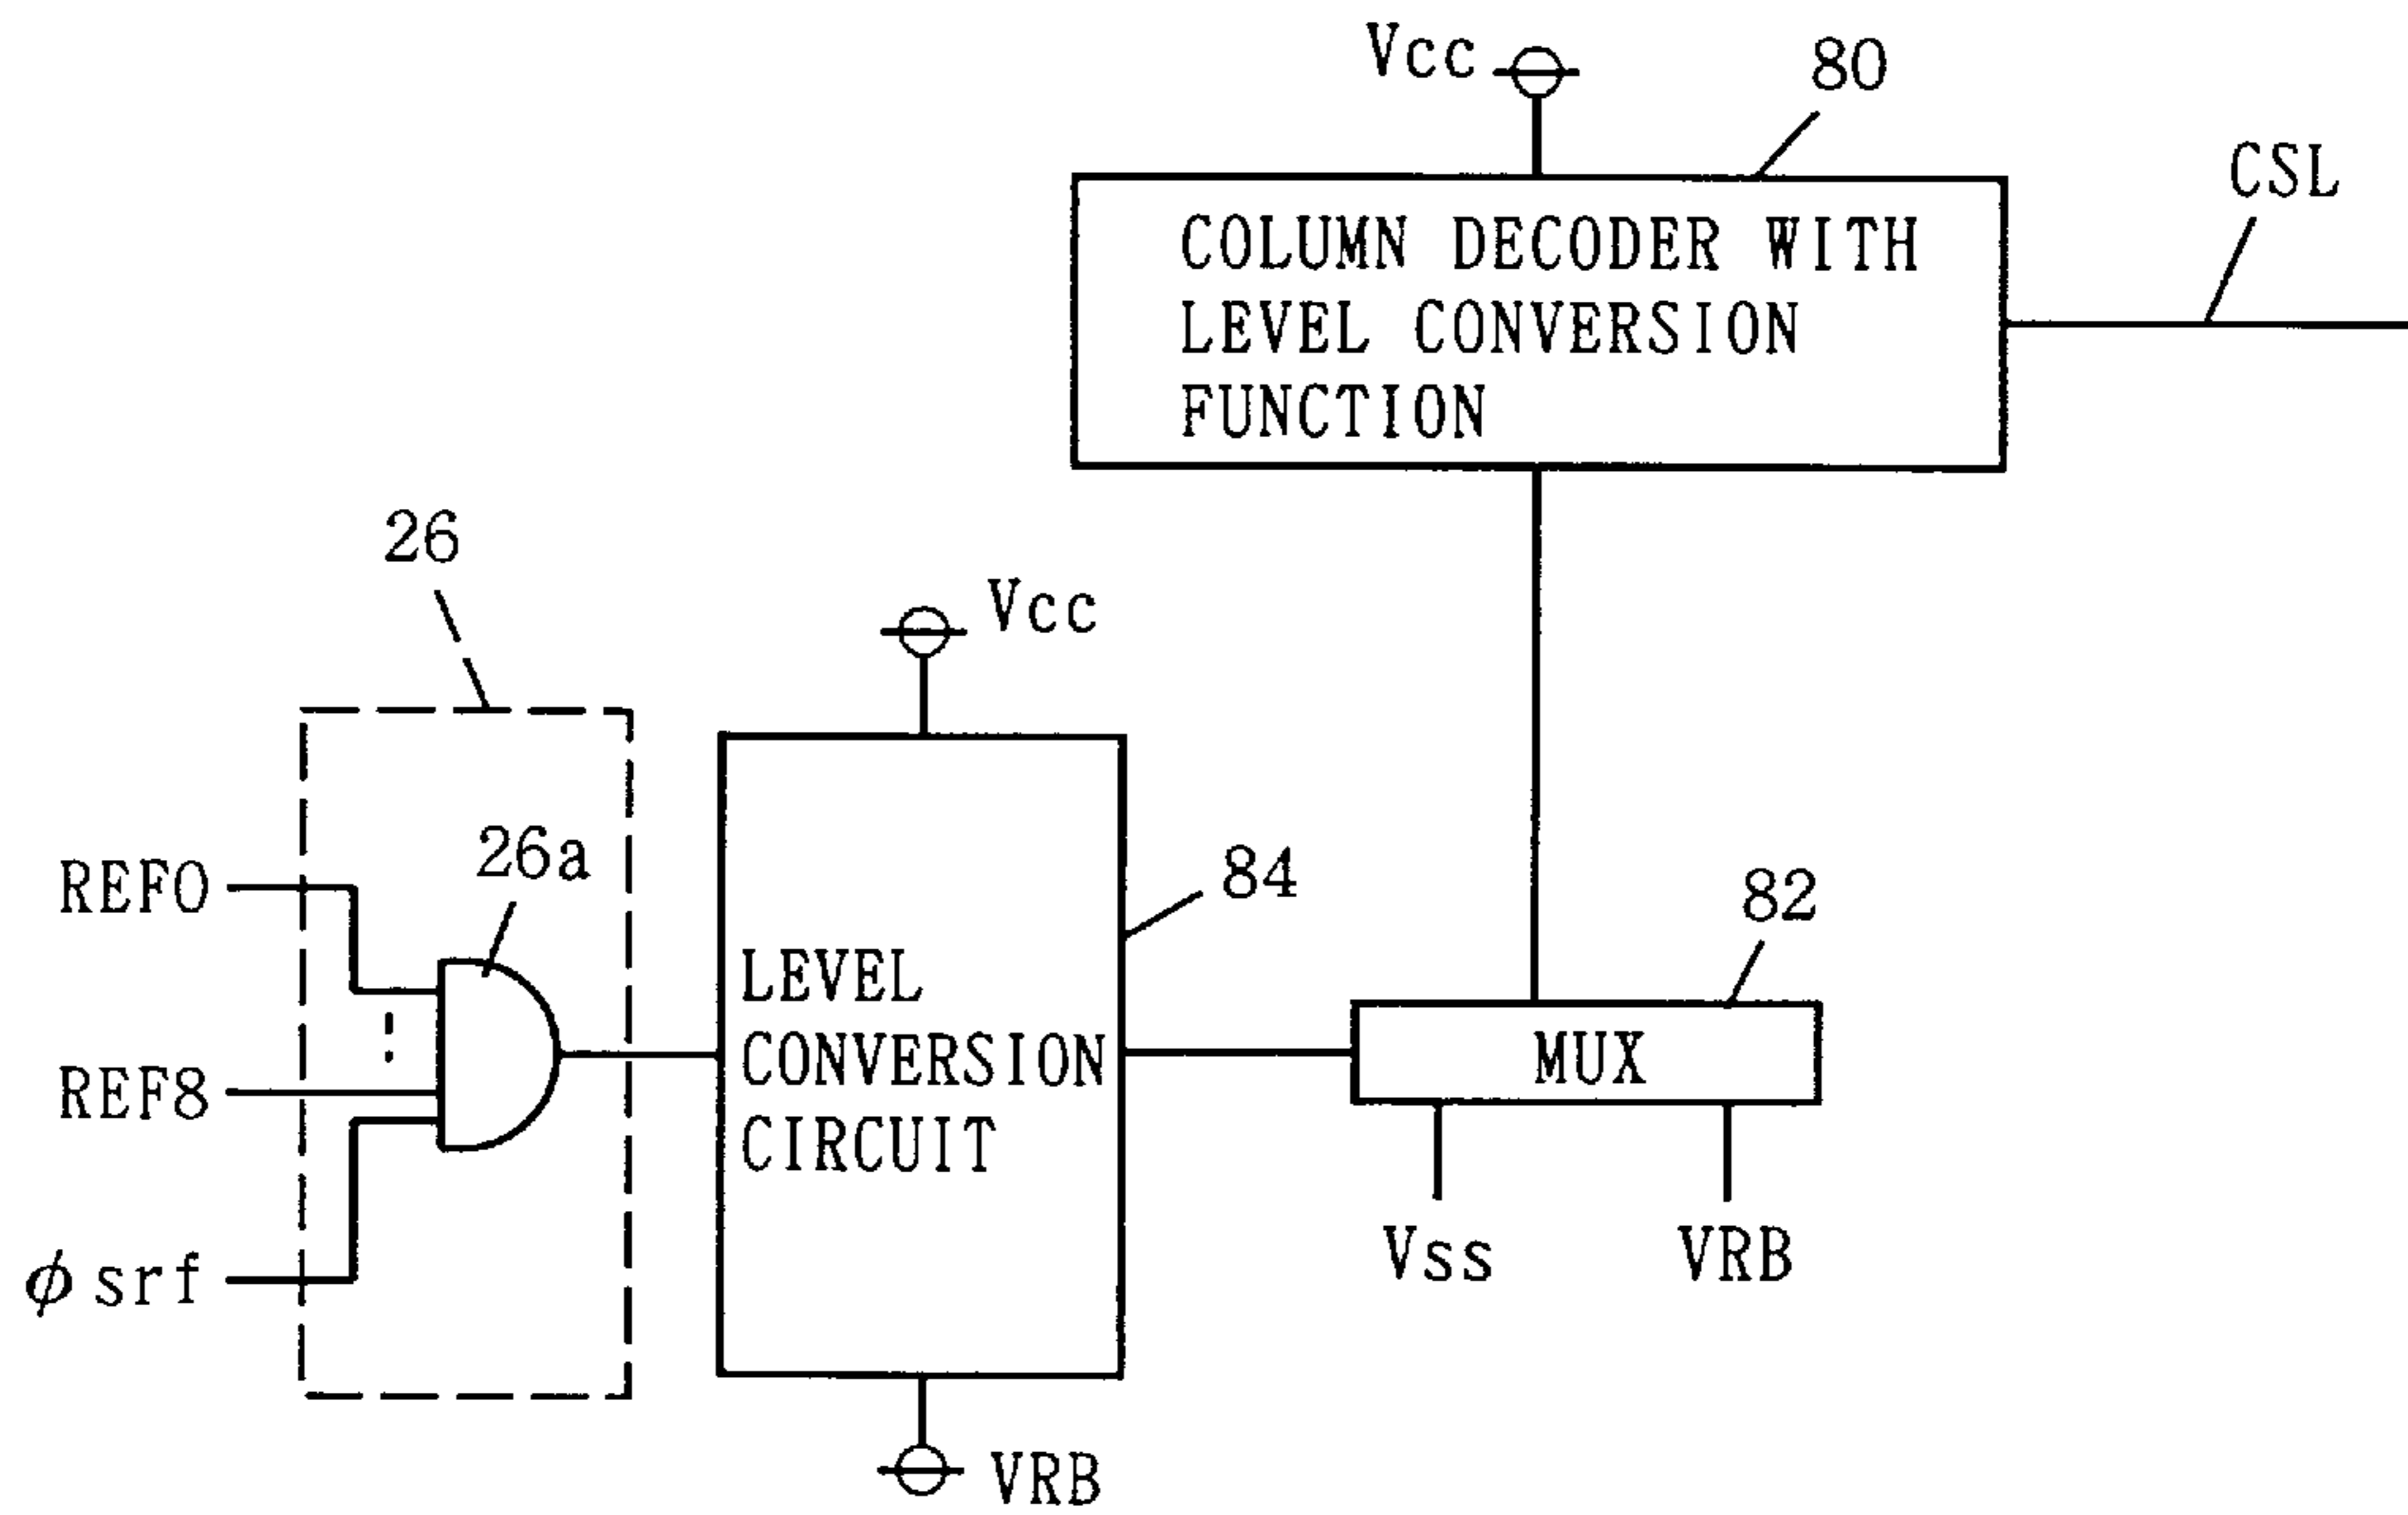 Vcc
80
CSL
COLUMN DECODER WITH
LEVEL CONVERSION
FUNCTION
26
Vcc
26a
REF0
84
82
LEVEL
CONVERSION
CIRCUIT
MUX
REF8
Vss
VRB
ϕ srf
VRB